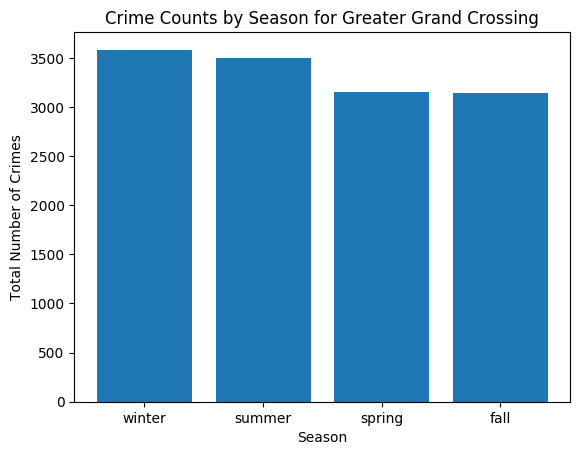 Crime Counts by Season for Greater Grand Crossing
Total Number of Crimes
3500
3000
2500
2000
1500
1000
500
0
winter summer spring fall
Season